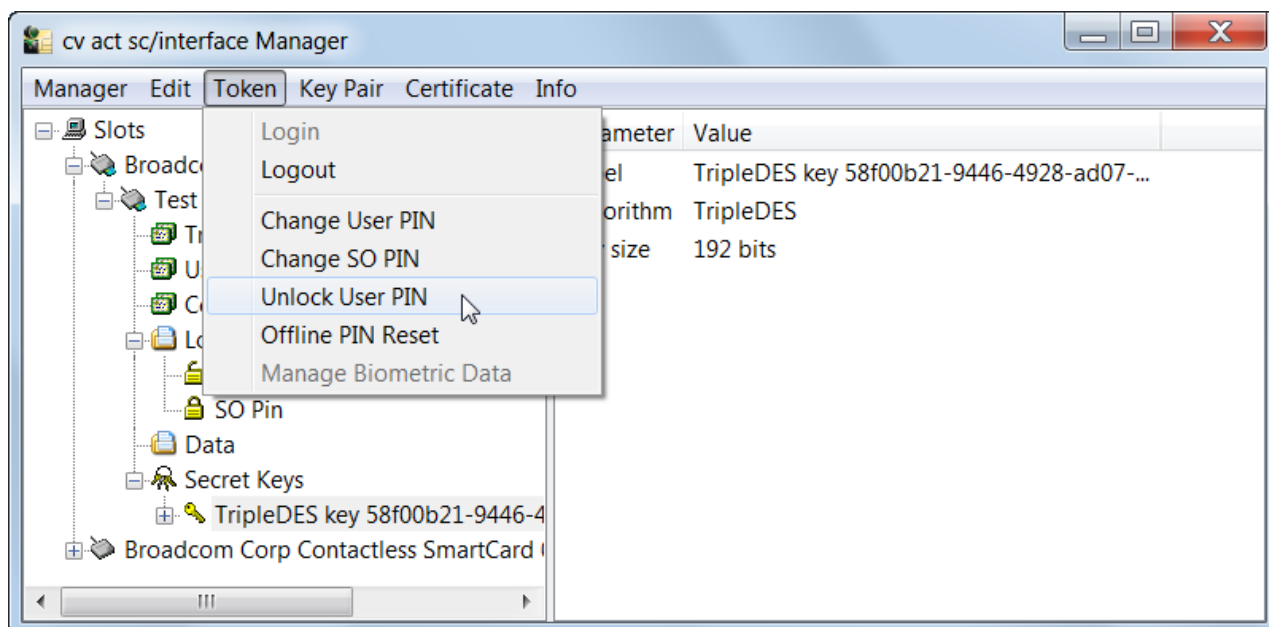 cv act sc/interface Manager
Manager Edit Token Key Pair Certificate Info
Slots
Login
ameter Value
Broadc
Logout
el TripleDES key 58f00b21-9446-4928-ad07-...
Test
Change User PIN
orithm TripleDES
Tr
Change SO PIN
size 192 bits
U
Unlock User PIN
C
Offline PIN Reset
Lo
Manage Biometric Data
SO Pin
Data
Secret Keys
TripleDES key 58f00b21-9446-4
Broadcom Corp Contactless SmartCard